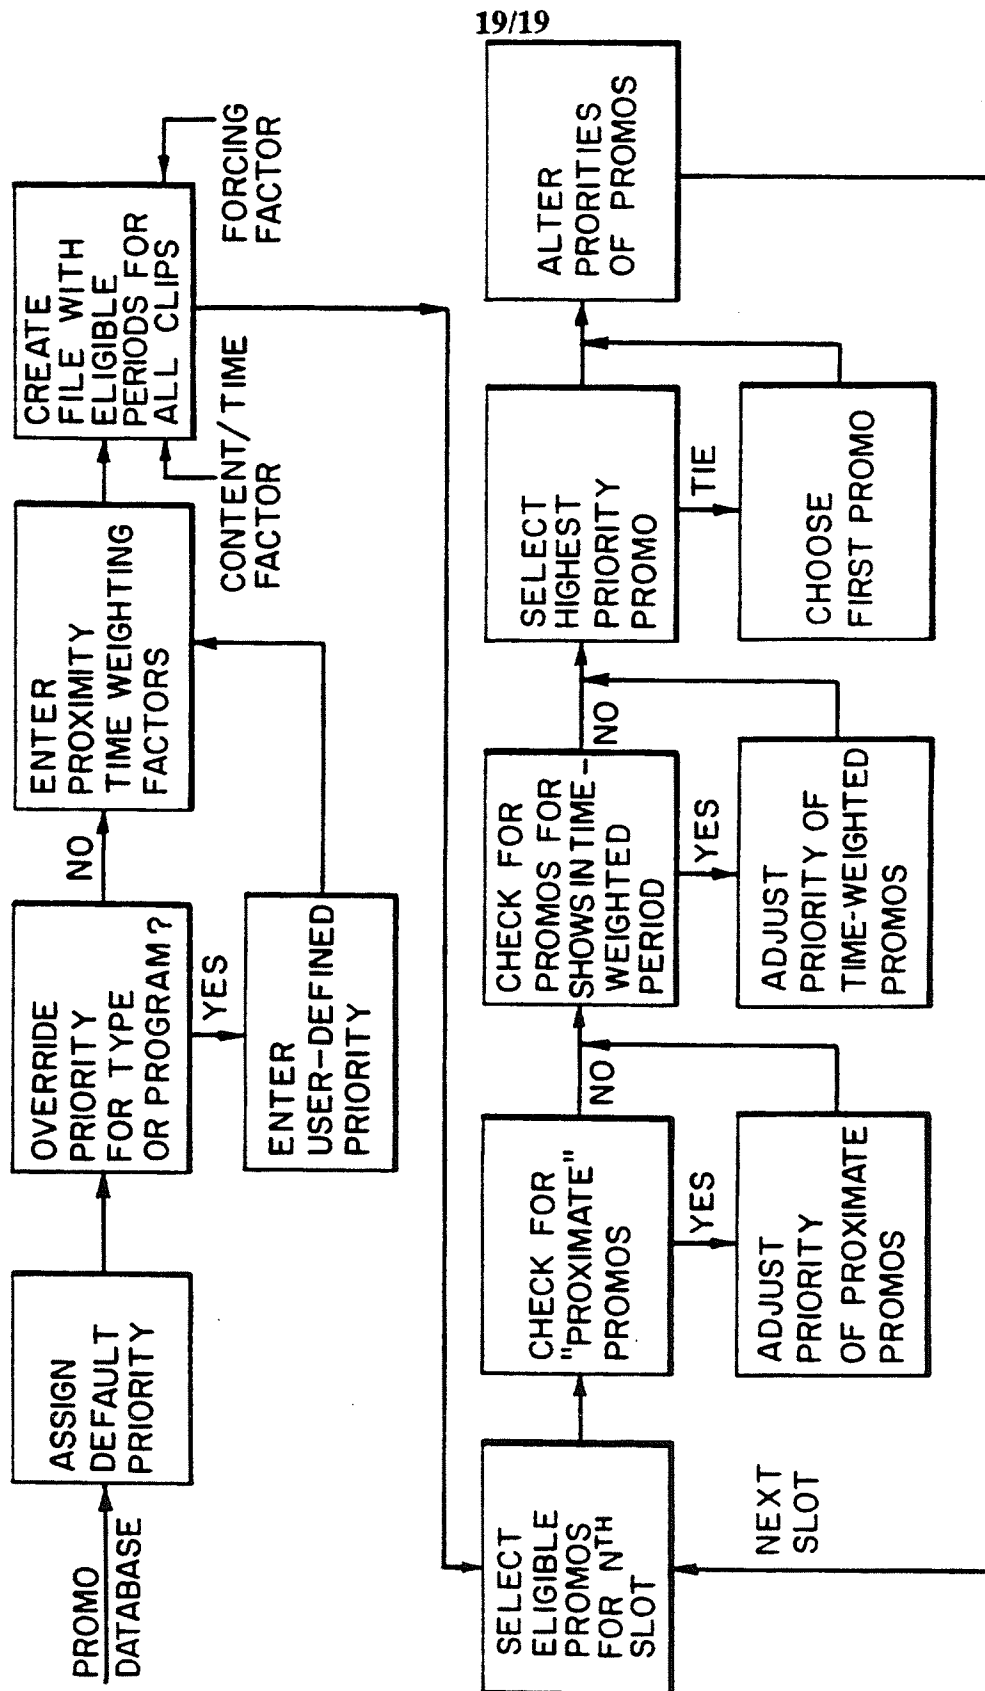 19/19
PROMO
DATABASE
ASSIGN
DEFAULT
PRIORITY
OVERRIDE
PRIORITY
FOR TYPE
OR PROGRAM?
NO
YES
ENTER
USER-DEFINED
PRIORITY
ENTER
PROXIMITY
TIME WEIGHTING
FACTORS
CREATE
FILE WITH
ELIGIBLE
PERIODS FOR
ALL CLIPS
CONTENT/TIME
FACTOR
FORCING
FACTOR
SELECT
ELIGIBLE
PROMOS
FOR NTH
SLOT
NEXT
SLOT
CHECK FOR
"PROXIMATE"
PROMOS
NO
YES
ADJUST
PRIORITY
OF PROXIMATE
PROMOS
CHECK FOR
PROMOS FOR
SHOWS IN TIME-
WEIGHTED
PERIOD
NO
YES
ADJUST
PRIORITY OF
TIME-WEIGHTED
PROMOS
SELECT
HIGHEST
PRIORITY
PROMO
TIE
CHOOSE
FIRST PROMO
ALTER
PRORITIES
OF PROMOS